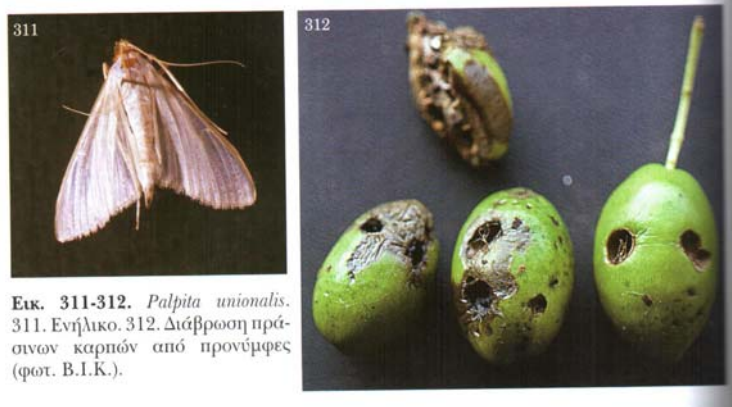 311
312
Εικ. 311-312. Palpita unionalis.
311. Ενήλικο. 312. Διάβρωση πρά-
σινων καρπών από προνύμφες
(φωτ. Β.Ι.Κ.).